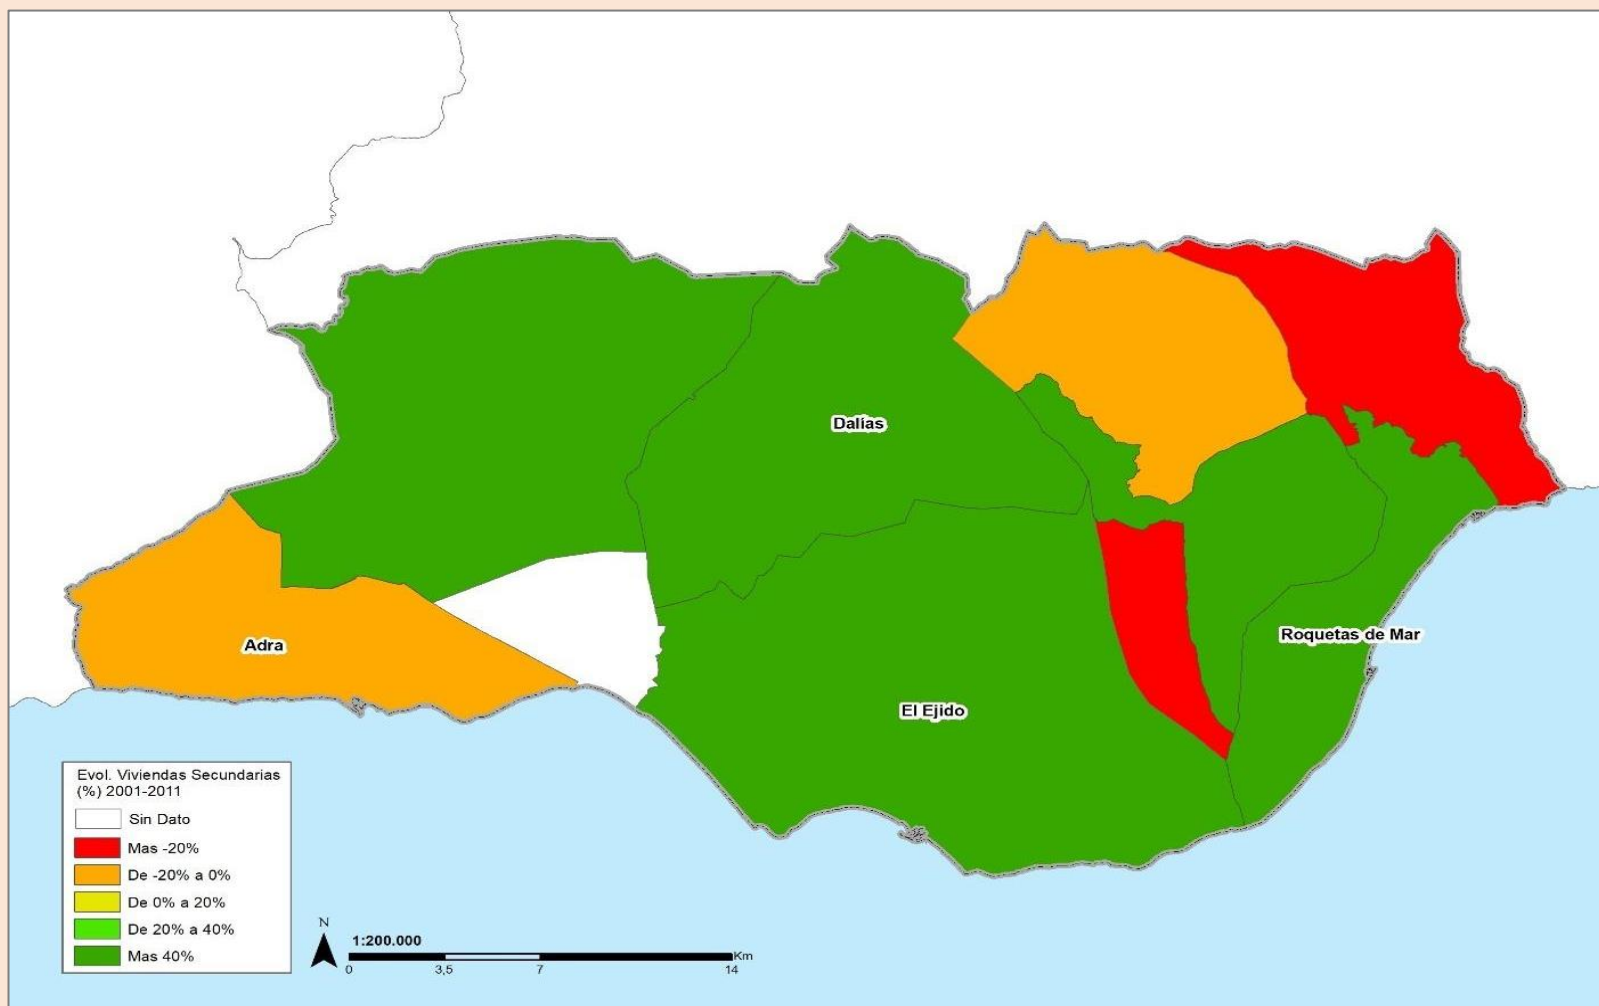 Dalías
Adra
Roquetas de Mar
El Ejido
Evol. Viviendas Secundarias
(%) 2001-2011
Sin Dato
Mas -20%
De -20% a 0%
De 0% a 20%
De 20% a 40%
Mas 40%
N
1:200.000
Km
0 3,5 7 14